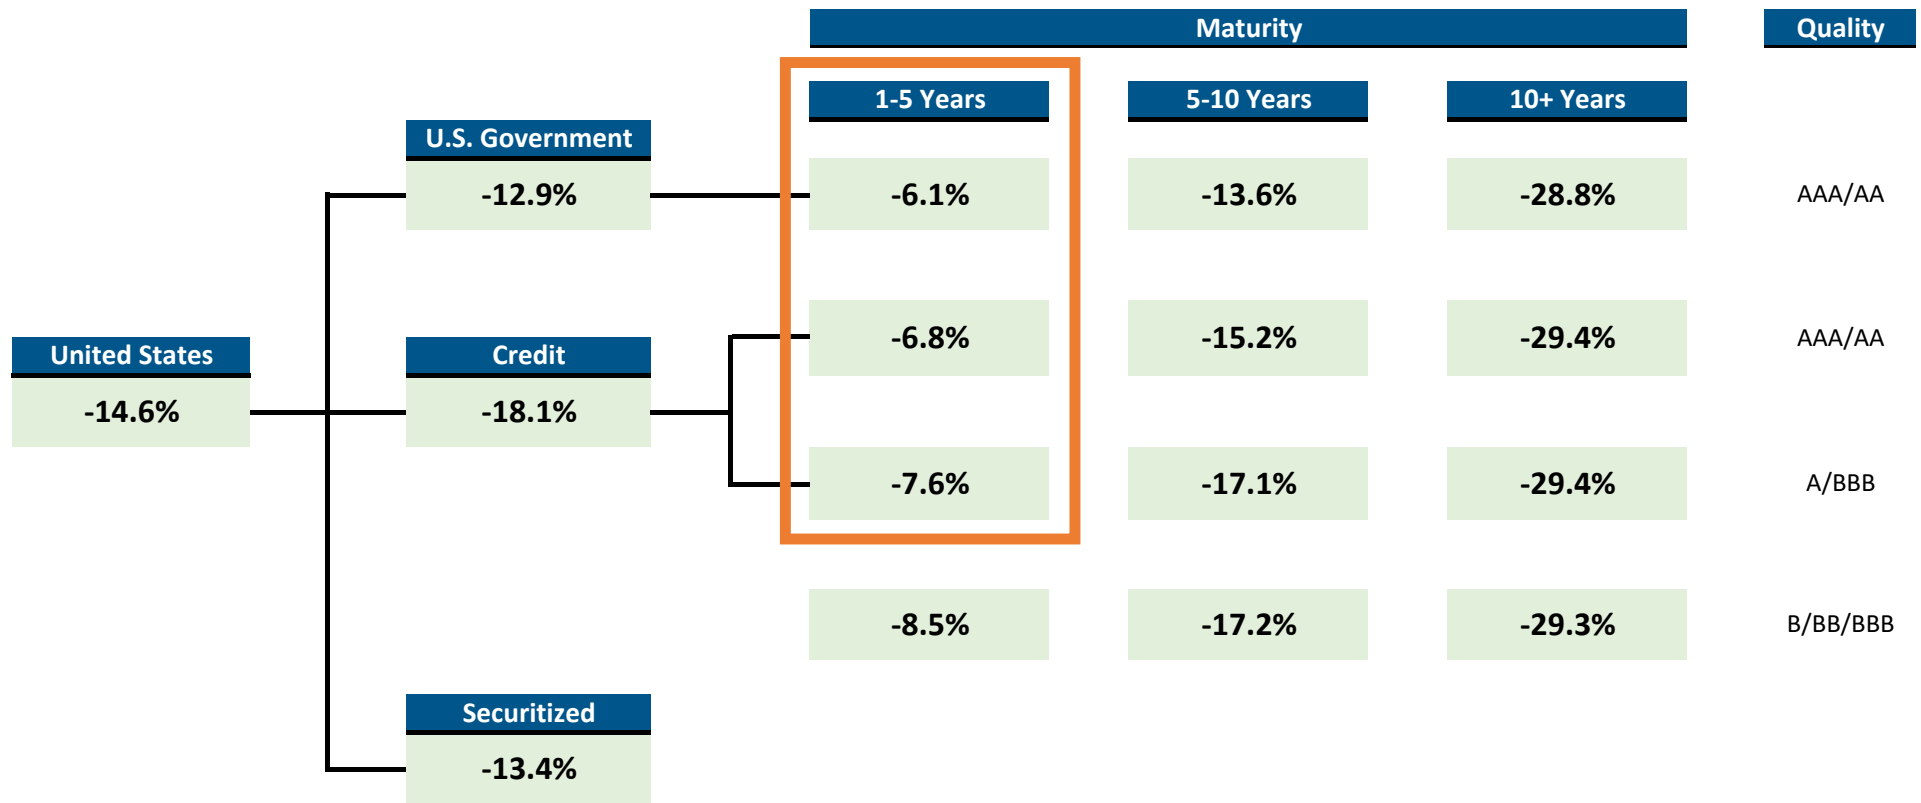 Maturity Quality
1-5 Years 5-10 Years 10+ Years
U.S. Government
-12.9% -6.1% -13.6% -28.8% AAA/AA
-6.8% -15.2% -29.4% AAA/AA
United States Credit
-14.6% -18.1%
-7.6% -17.1% -29.4% A/BBB
-8.5% -17.2% -29.3% B/BB/BBB
Securitized
-13.4%